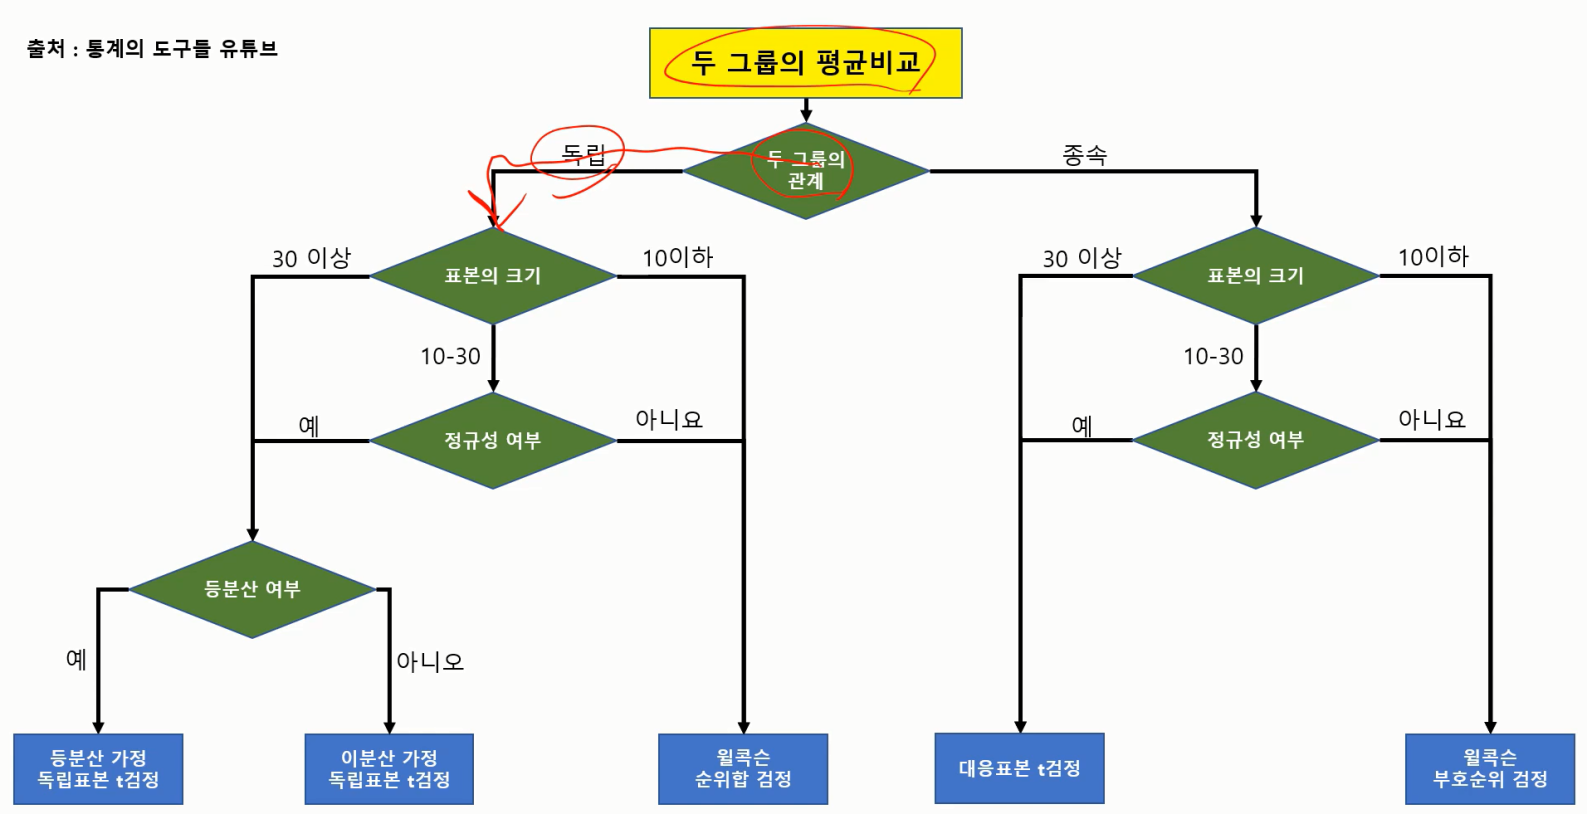 출처 : 통계의 도구들 유튜브
두 그룹의 평균비교
독립
두 그룹의
관계
종속
30 이상
표본의 크기
10이하
30 이상
표본의 크기
10이하
10-30
10-30
예
정규성 여부
아니요
예
정규성 여부
아니요
등분산 여부
예
아니오
등분산 가정
독립표본 t검정
이분산 가정
독립표본 t검정
윌콕슨
순위합 검정
대응표본 t검정
윌콕슨
부호순위 검정